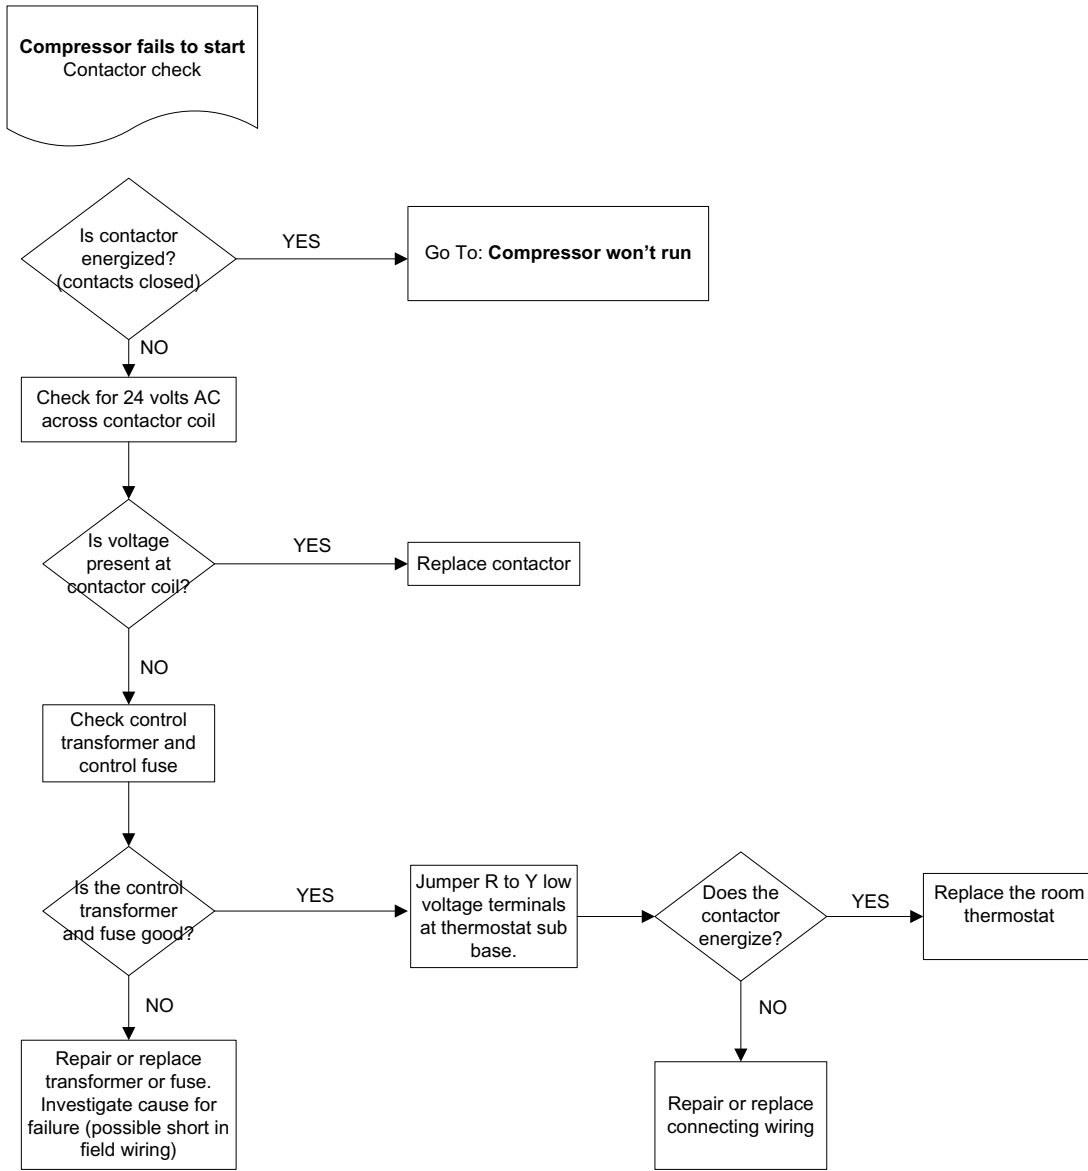 Compressor fails to start
Contactor check
Is contactor
energized?
(contacts closed)
YES
Go To: Compressor won't run
NO
Check for 24 volts AC
across contactor coil
Is voltage
present at
contactor coil?
YES
Replace contactor
NO
Check control
transformer and
control fuse
Is the control
transformer
and fuse good?
YES
Jumper R to Y low
voltage terminals
at thermostat sub
base.
Does the
contactor
energize?
YES
Replace the room
thermostat
NO
Repair or replace
transformer or fuse.
Investigate cause for
failure (possible short in
field wiring)
NO
Repair or replace
connecting wiring